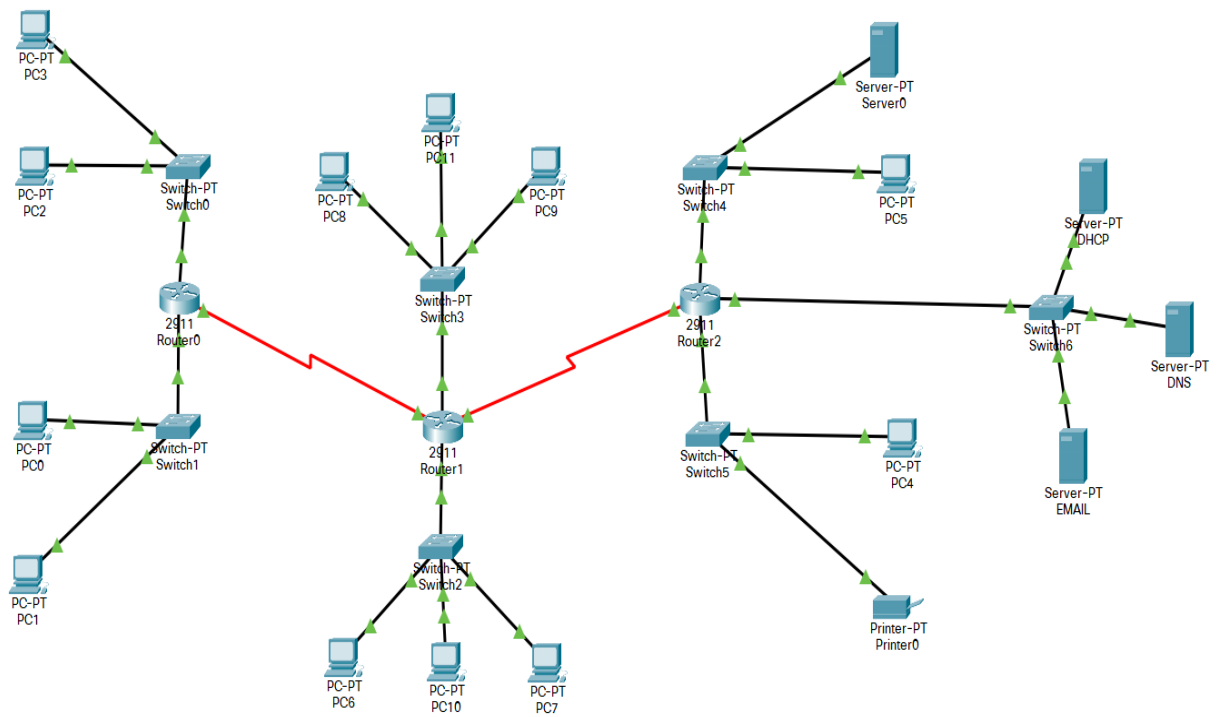 PC-PT
PC3
PC-PT
PC2
Switch-PT
Switch0
2911
Router0
PC-PT
PC0
Switch-PT
Switch1
PC-PT
PC1
PC-PT
PC11
PC-PT
PC8
PC-PT
PC9
Switch-PT
Switch3
2911
Router1
Switch-PT
Switch2
PC-PT
PC6
PC-PT
PC10
PC-PT
PC7
Server-PT
Server0
Switch-PT
Switch4
PC-PT
PC5
2911
Router2
Switch-PT
Switch5
PC-PT
PC4
Printer-PT
Printer0
Server-PT
DHCP
Switch-PT
Switch6
Server-PT
DNS
Server-PT
EMAIL